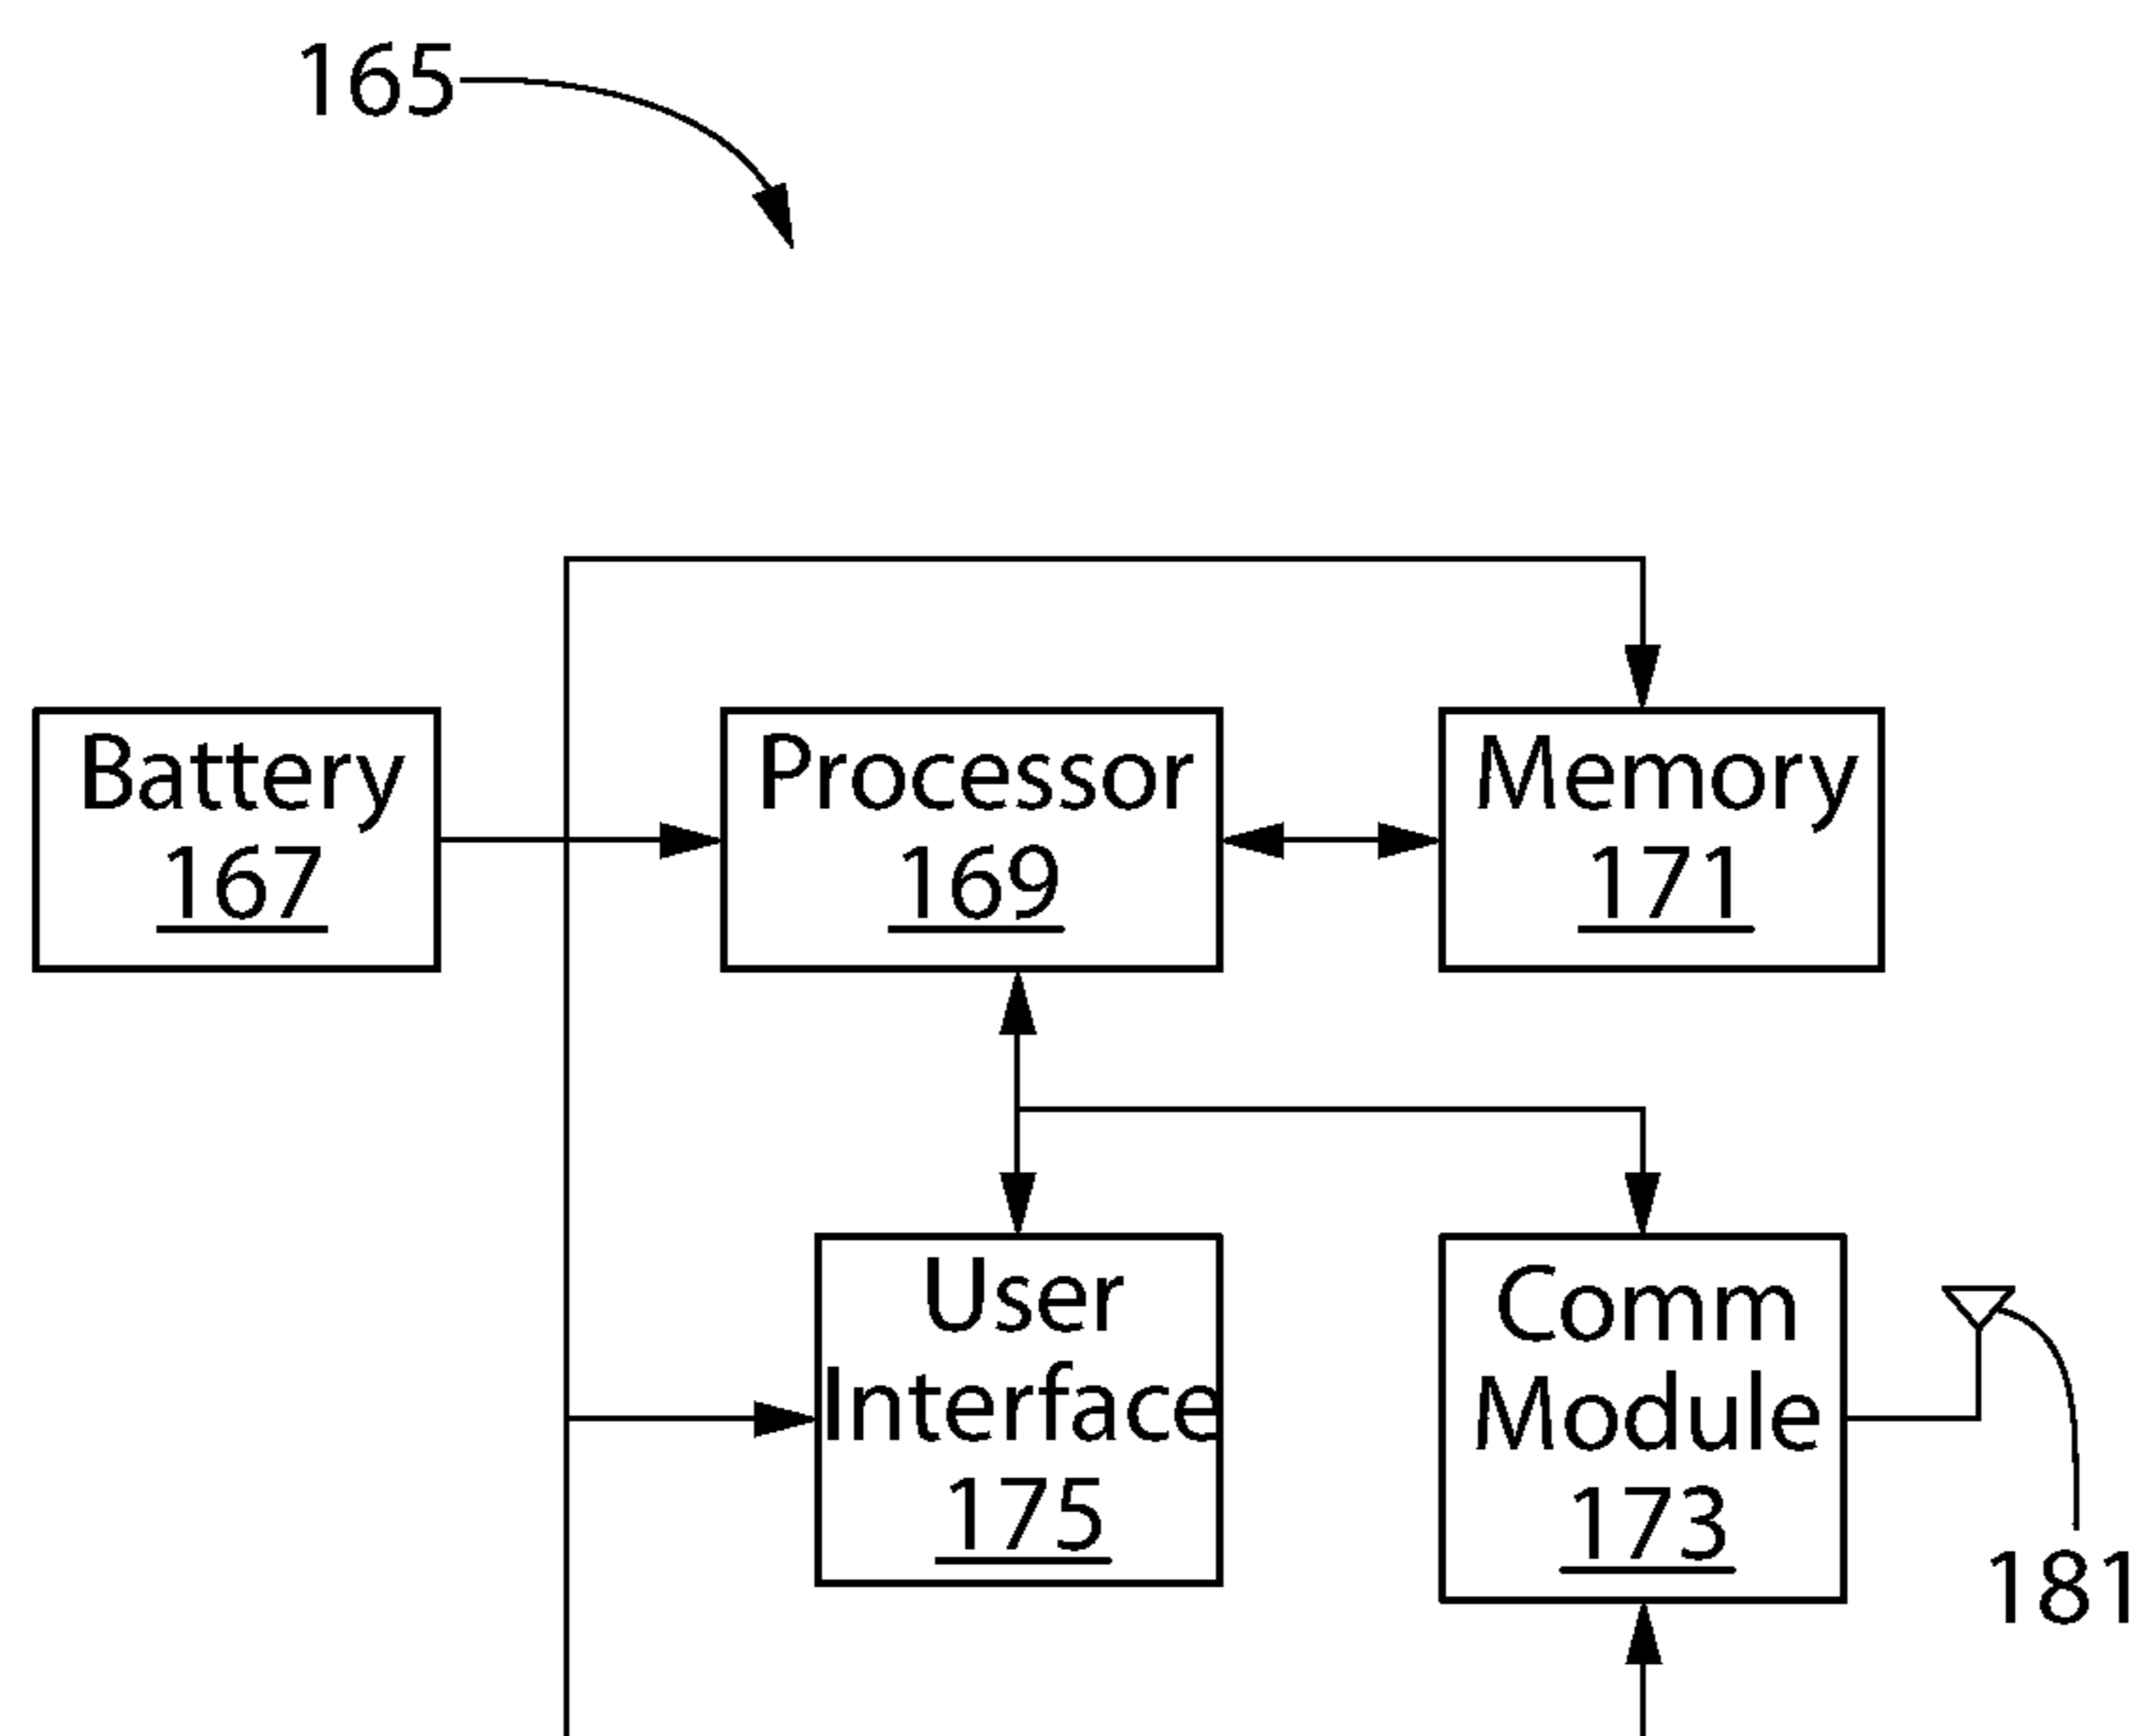 165
Battery
167
Processor
169
Memory
171
User
Interface
175
Comm
Module
173
181